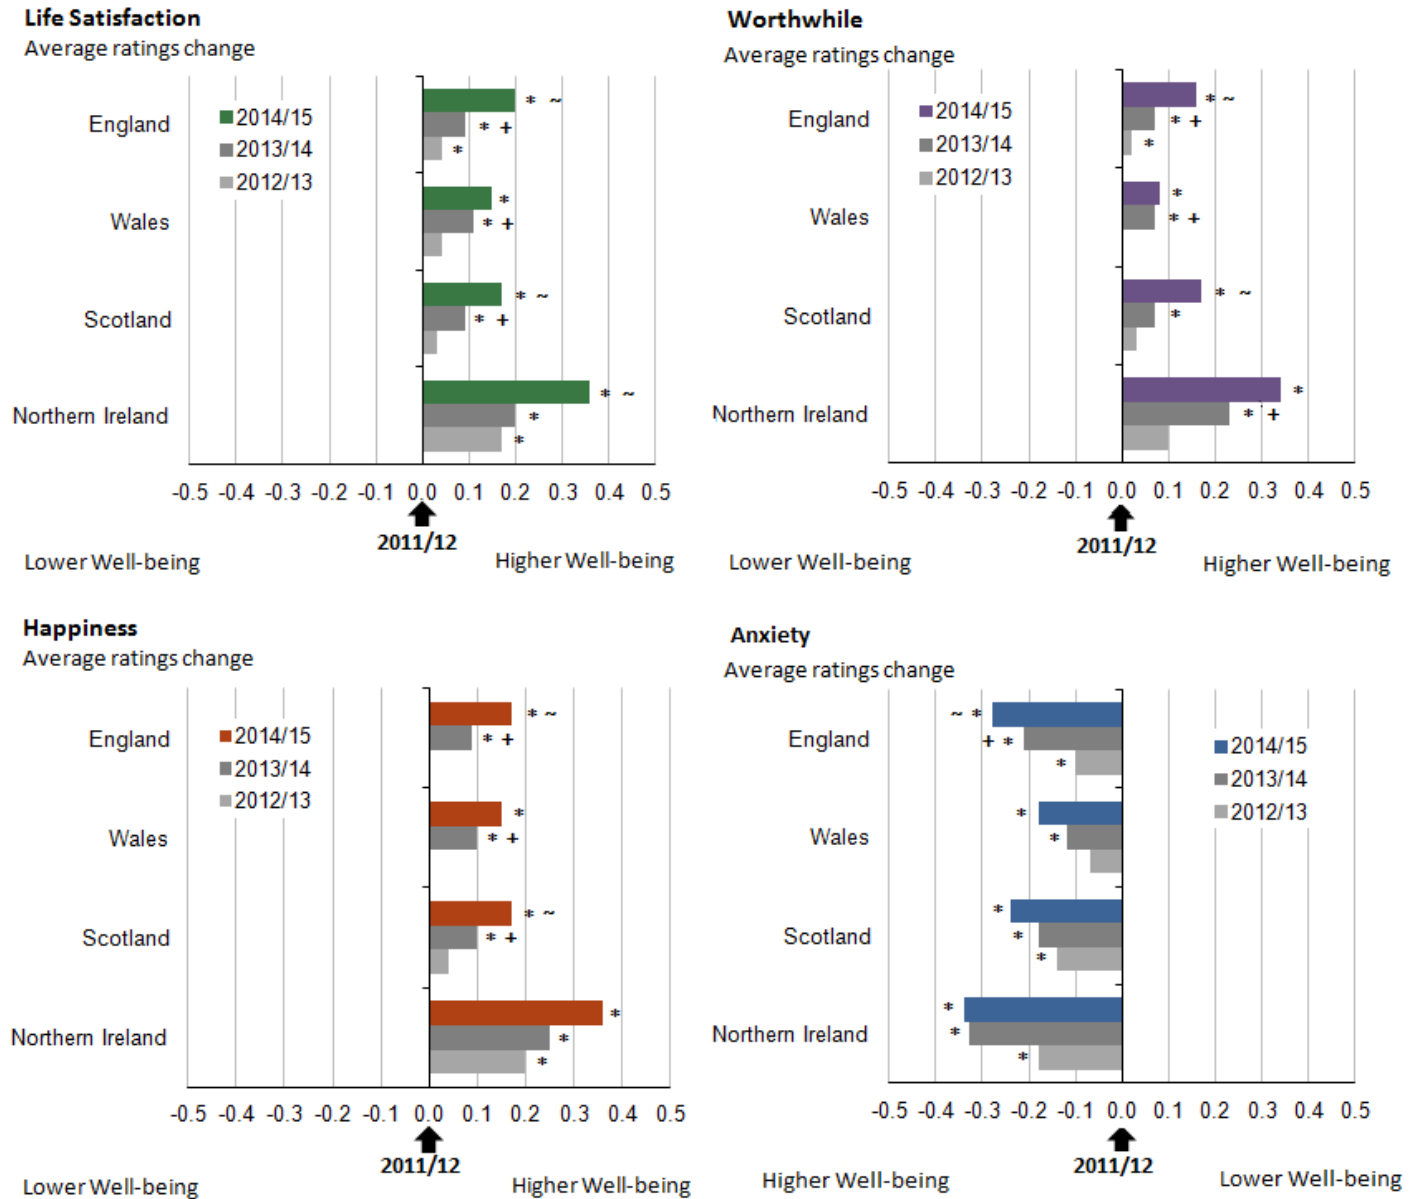 Life Satisfaction
Average ratings change
2014/15
2013/14
2012/13
England * ~
* +
*
Wales *
* +
Scotland * ~
* +
Northern Ireland * ~
*
*
-0.5 -0.4 -0.3 -0.2 -0.1 0.0 0.1 0.2 0.3 0.4 0.5
2011/12
Lower Well-being Higher Well-being
Worthwhile
Average ratings change
2014/15
2013/14
2012/13
England * ~
* +
*
Wales *
* +
Scotland * ~
*
Northern Ireland *
* +
-0.5 -0.4 -0.3 -0.2 -0.1 0.0 0.1 0.2 0.3 0.4 0.5
2011/12
Lower Well-being Higher Well-being
Happiness
Average ratings change
2014/15
2013/14
2012/13
England * ~
* +
Wales *
* +
Scotland * ~
* +
Northern Ireland *
*
*
-0.5 -0.4 -0.3 -0.2 -0.1 0.0 0.1 0.2 0.3 0.4 0.5
2011/12
Lower Well-being Higher Well-being
Anxiety
Average ratings change
2014/15
2013/14
2012/13
England ~ *
+ *
*
Wales *
*
Scotland *
*
*
Northern Ireland *
*
*
-0.5 -0.4 -0.3 -0.2 -0.1 0.0 0.1 0.2 0.3 0.4 0.5
2011/12
Higher Well-being Lower Well-being